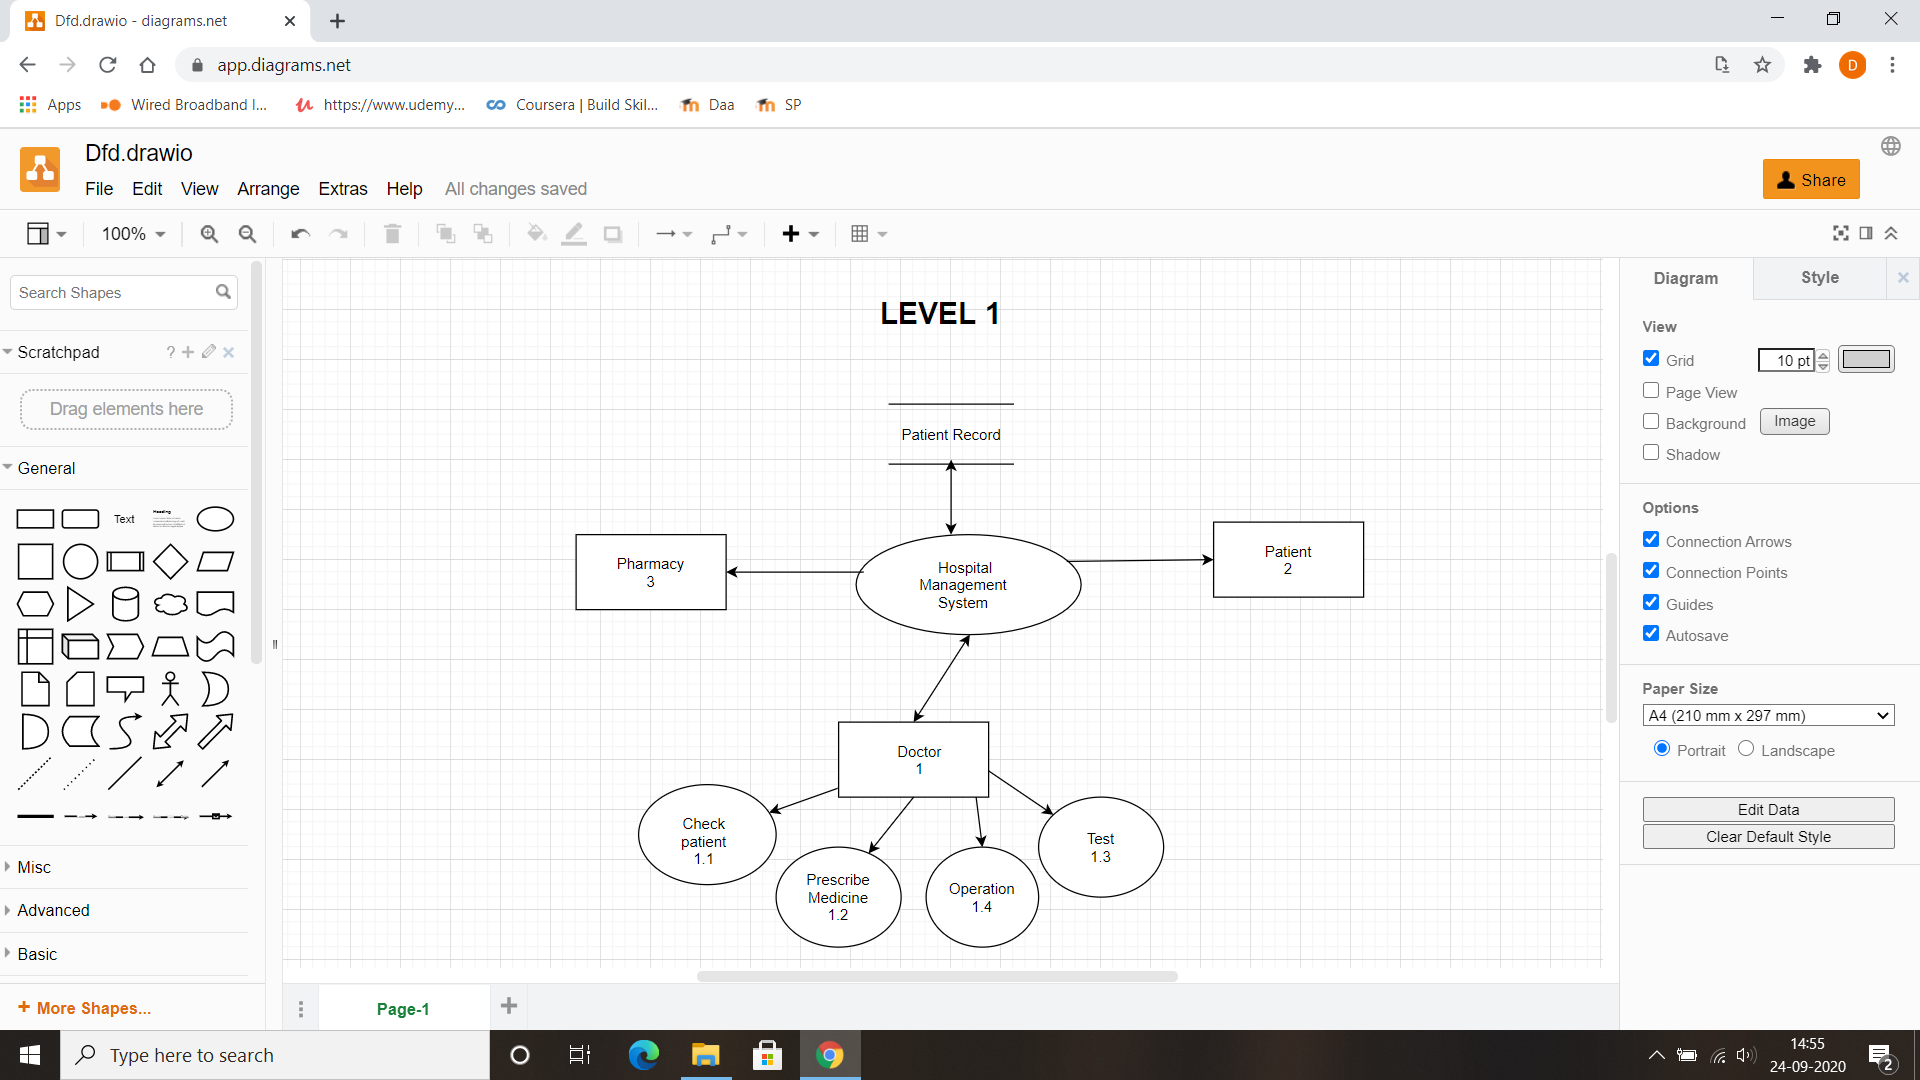 Dfd.drawio - diagrams.net
app.diagrams.net
D
Apps
Wired Broadband I...
https://www.udemy...
Coursera | Build Skil...
Daa
SP
Dfd.drawio
File Edit View Arrange Extras Help All changes saved
Share
100%
Search Shapes
Scratchpad
?
Drag elements here
General
Text
Heading
Misc
Advanced
Basic
+ More Shapes...
LEVEL 1
Patient Record
Pharmacy
3
Hospital
Management
System
Patient
2
Doctor
1
Check
patient
1.1
Prescribe
Medicine
1.2
Operation
1.4
Test
1.3
Page-1
Diagram
Style
View
Grid
10 pt
Page View
Background
Image
Shadow
Options
Connection Arrows
Connection Points
Guides
Autosave
Paper Size
A4 (210 mm x 297 mm)
Portrait
Landscape
Edit Data
Clear Default Style
Type here to search
14:55
24-09-2020
2